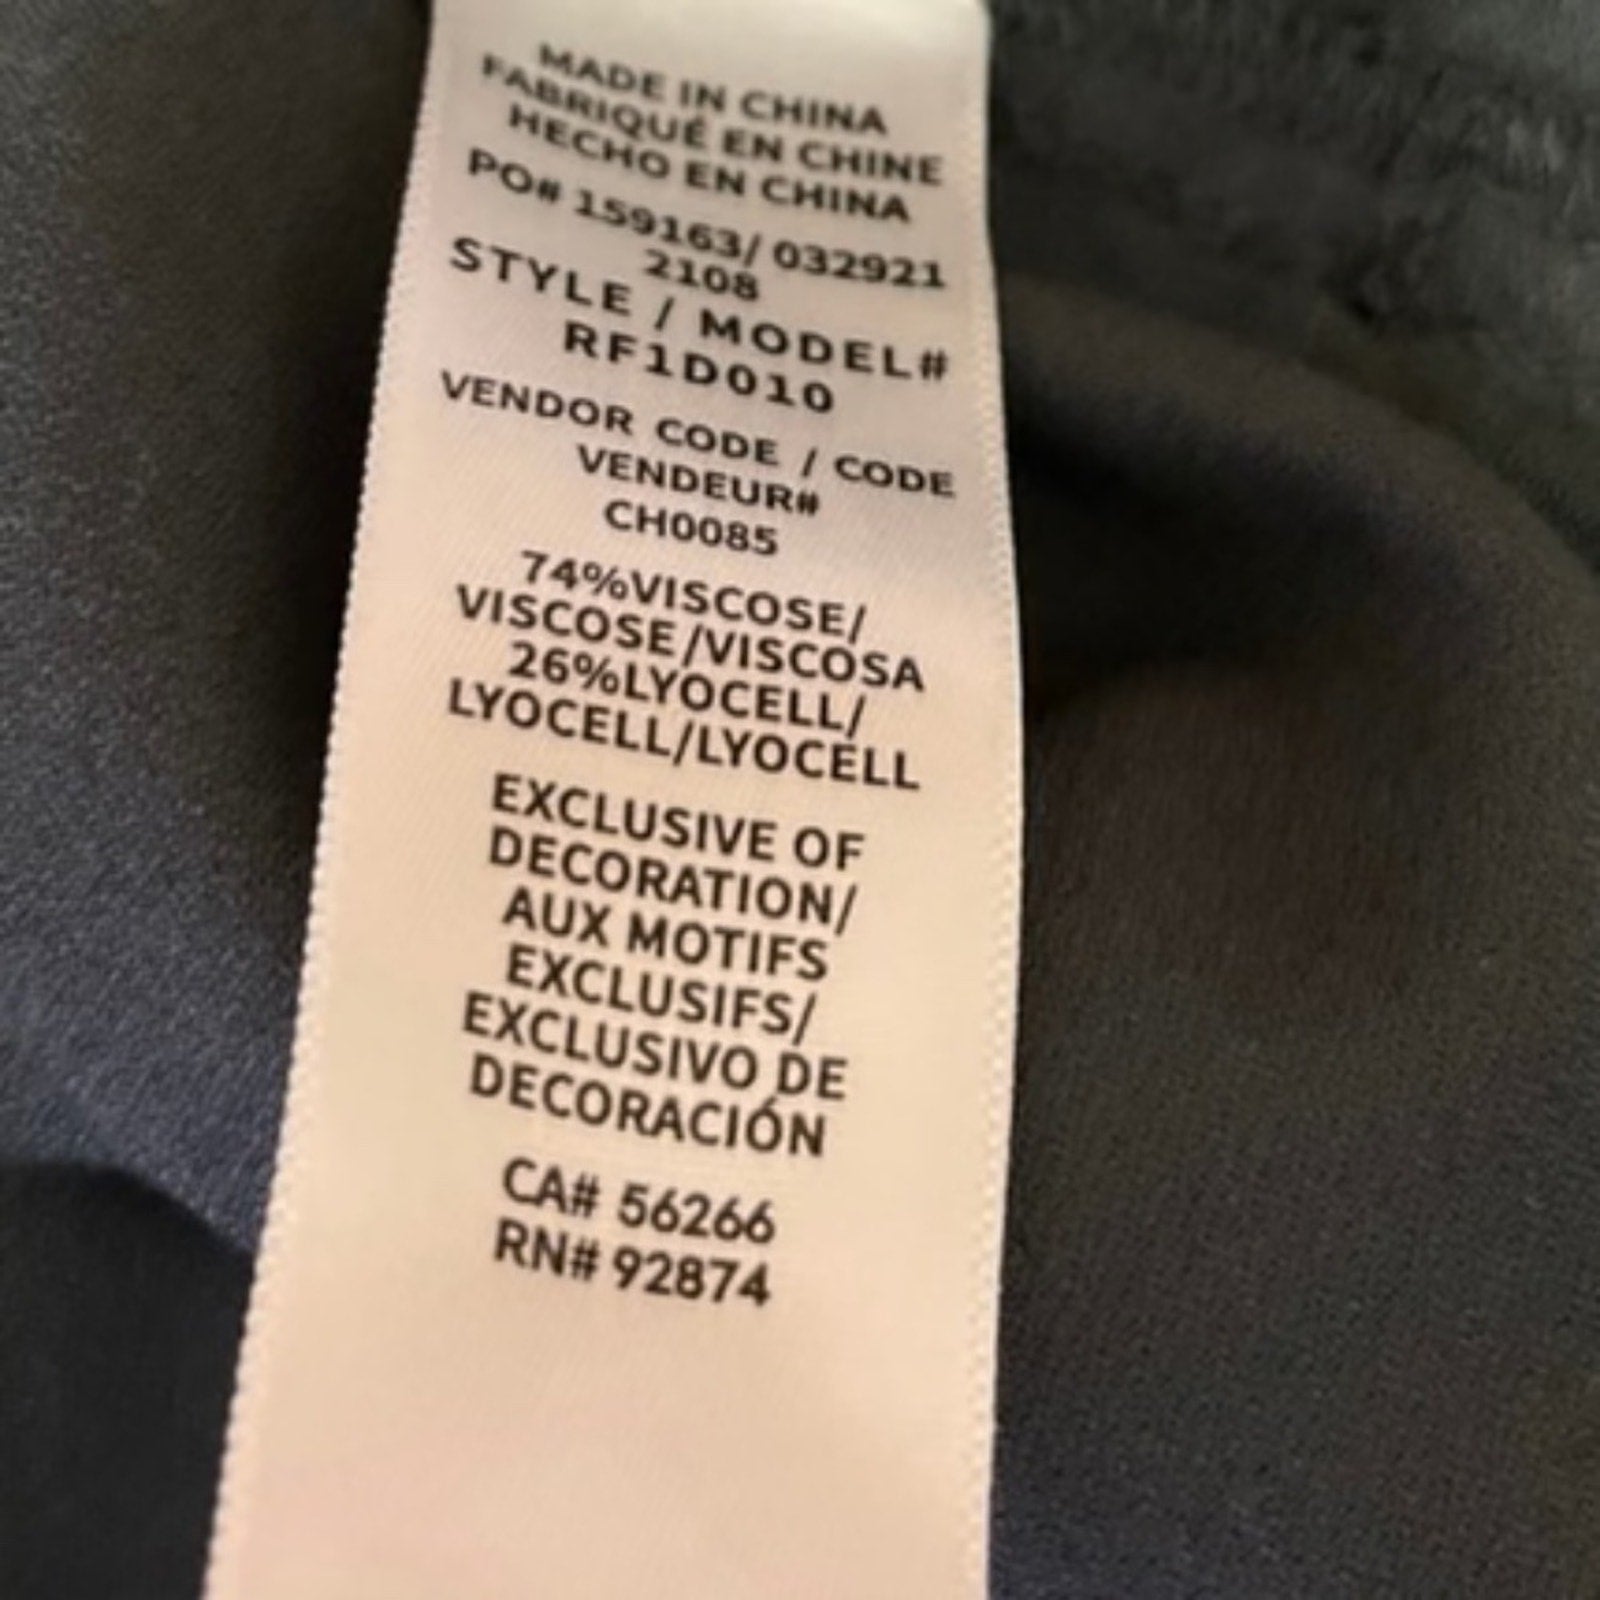 MADE IN CHINA
FABRIQUÉ EN CHINE
HECHO EN CHINA
PO# 159163/ 032921
2108
STYLE / MODEL#
RF1D010
VENDOR CODE / CODE
VENDEUR#
CH0085
74%VISCOSE/
VISCOSE/VISCOSA
26%LYOCELL/
LYOCELL/LYOCELL
EXCLUSIVE OF
DECORATION/
AUX MOTIFS
EXCLUSIFS/
EXCLUSIVO DE
DECORACIÓN
CA# 56266
RN# 92874